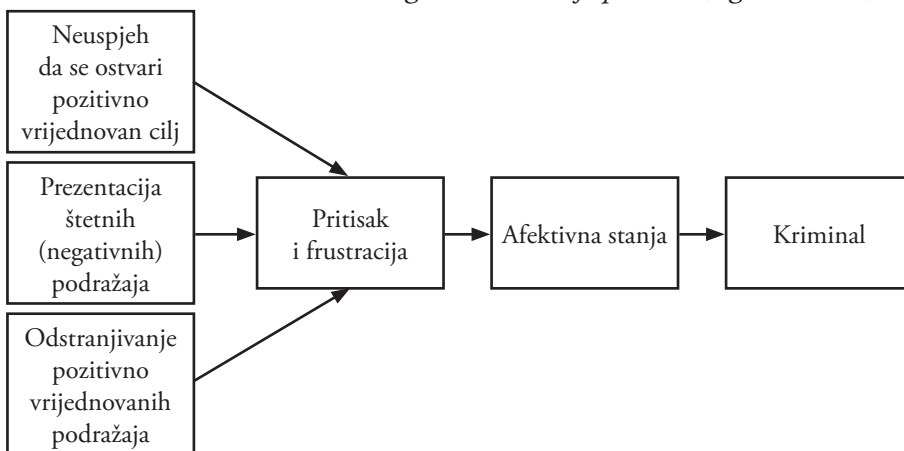 Neuspjeh
da se ostvari
pozitivno
vrijednovan cilj
Prezentacija
štetnih
(negativnih)
podražaja
Odstranjivanje
pozitivno
vrijednovanih
podražaja
Pritisak
i frustracija
Afektivna stanja
Kriminal